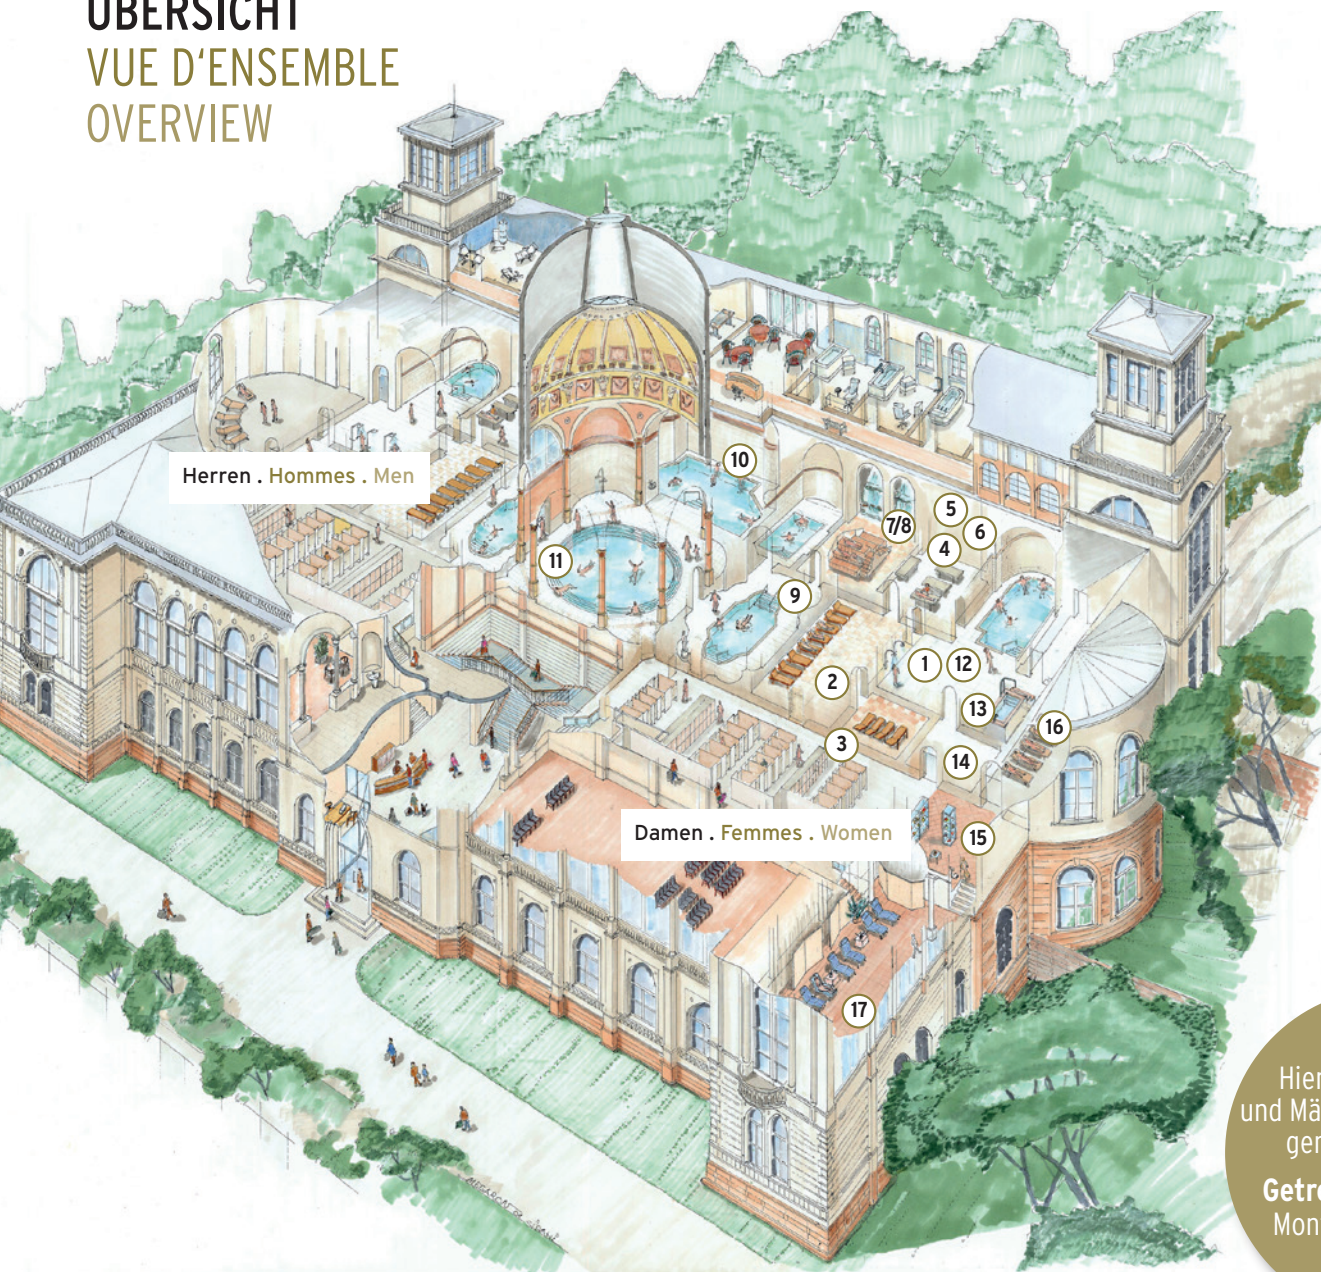 ÜBERSICHT
VUE D'ENSEMBLE
OVERVIEW
10
Herren . Hommes . Men
5
7/8
6
4
11
9
1
12
2
13
16
3
14
Damen . Femmes . Women
15
17
Hier
und Mä
ger
Getre
Mon